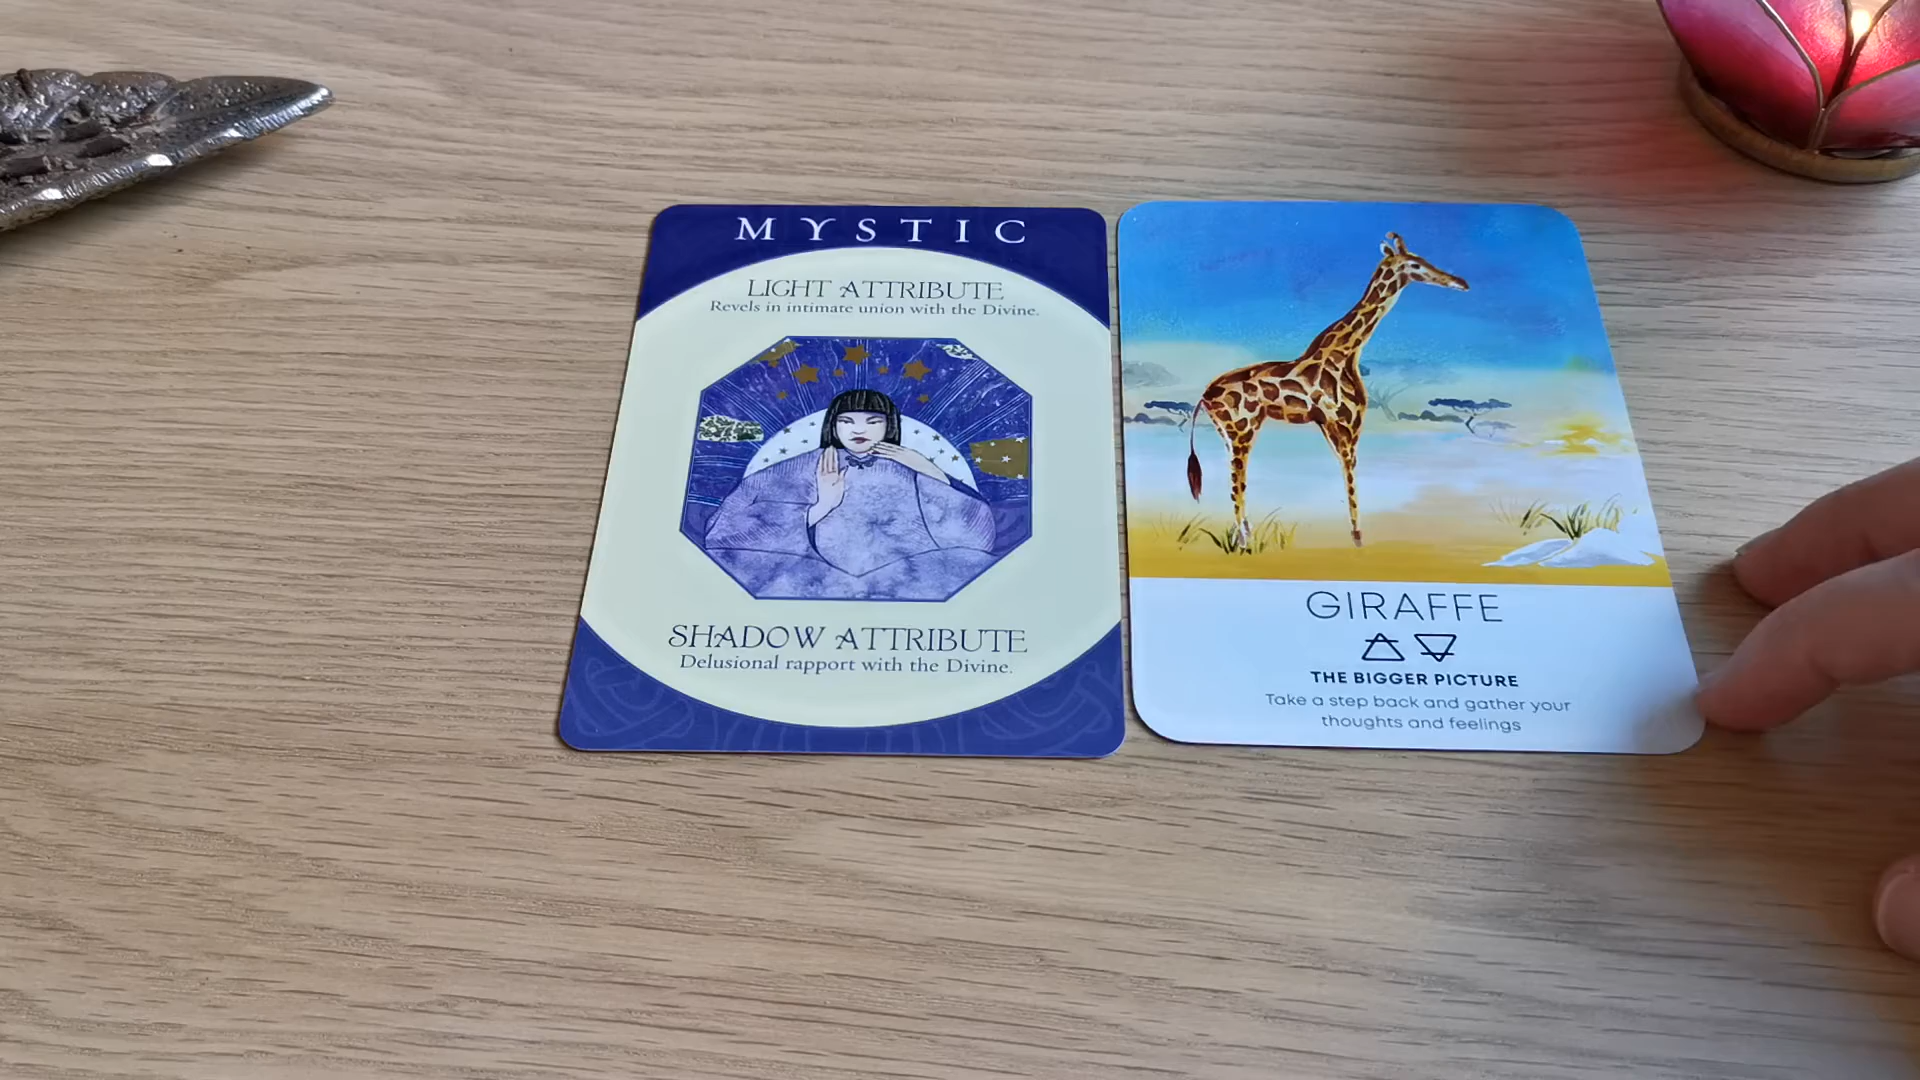 MYSTIC
LIGHT ATTRIBUTE
Revels in intimate union with the Divine.
SHADOW ATTRIBUTE
Delusional rapport with the Divine.
GIRAFFE
THE BIGGER PICTURE
Take a step back and gather your
thoughts and feelings